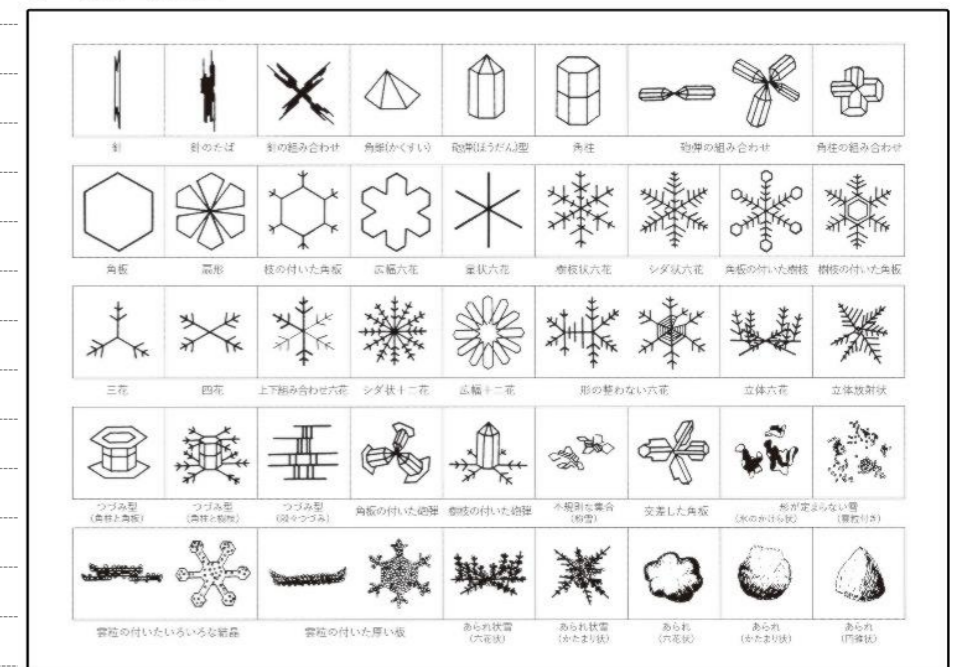 針 針のたば 針の組み合わせ 角錐(かくすい) 砲弾(ほうだん)型 角柱 砲弾の組み合わせ 角柱の組み合わせ
角板 扇形 枝の付いた角板 広幅六花 星状六花 樹枝状六花 シダ状六花 角板の付いた樹枝 樹枝の付いた角板
三花 四花 上下組み合わせ六花 シダ状十二花 広幅十二花 形の整わない六花 立体六花 立体放射状
つづみ型 つづみ型 つづみ型 角板の付いた砲弾 樹枝の付いた砲弾 不規則な集合 交差した角板 形が定まらない雪
(角柱と角板) (角柱と樹枝) (段々つづみ) (粉雪) (氷のかけら状) (雲粒付き)
雲粒の付いたいろいろな結晶 雲粒の付いた厚い板 あられ状雪 あられ状雪 あられ あられ あられ
(六花状) (かたまり状) (六花状) (かたまり状) (円錐状)